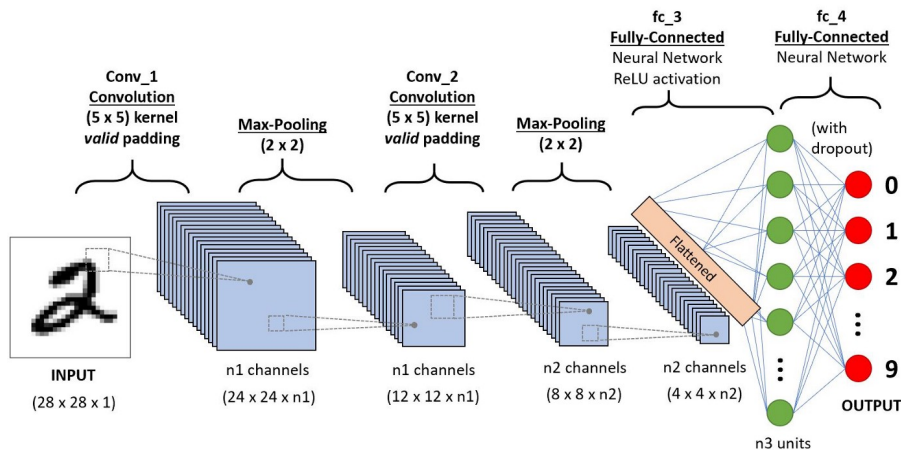 Conv_1
Convolution
(5 x 5) kernel
valid padding
Max-Pooling
(2 x 2)
Conv_2
Convolution
(5 x 5) kernel
valid padding
Max-Pooling
(2 x 2)
fc_3
Fully-Connected
Neural Network
ReLU activation
fc_4
Fully-Connected
Neural Network
(with
dropout)
Flattened
0
1
2
9
OUTPUT
INPUT
(28 x 28 x 1)
n1 channels
(24 x 24 x n1)
n1 channels
(12 x 12 x n1)
n2 channels
(8 x 8 x n2)
n2 channels
(4 x 4 x n2)
n3 units
2